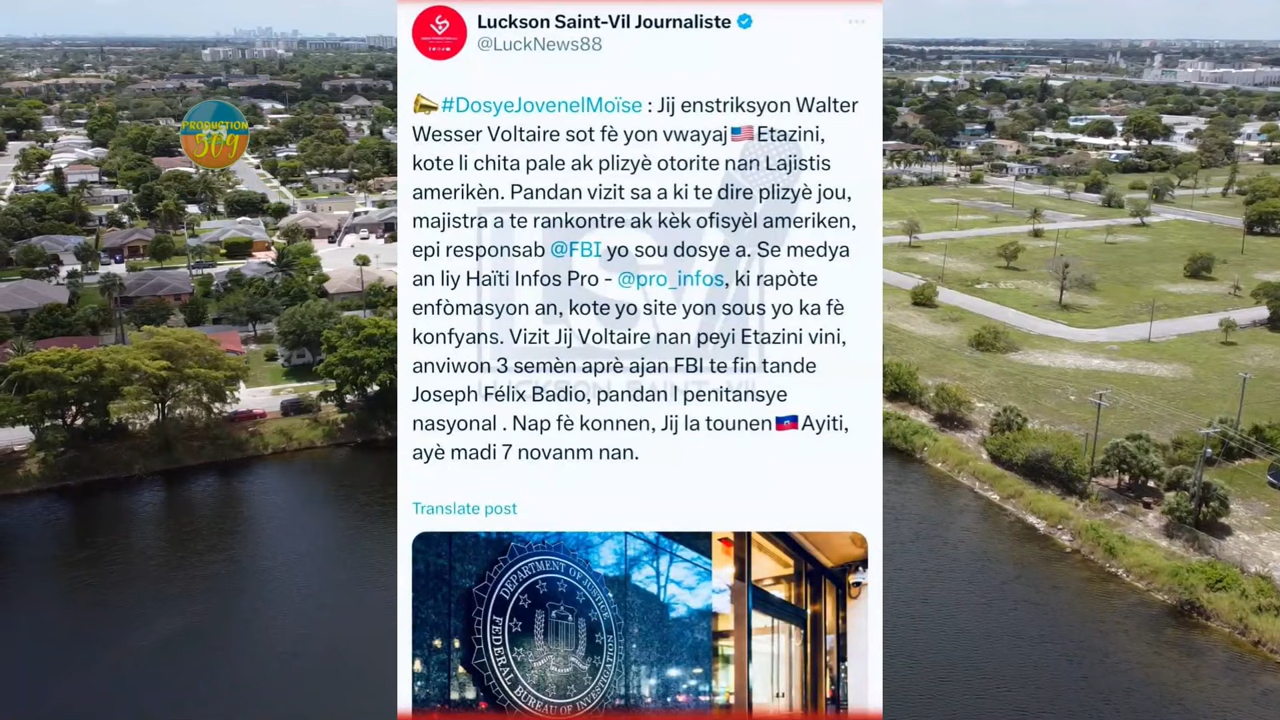 Luckson Saint-Vil Journaliste
@LuckNews88
PRODUCTION
509
#DosyeJovenelMoïse : Jij enstriksyon Walter
Wesser Voltaire sot fè yon vwayaj🇺🇸Etazini,
kote li chita pale ak plizyè otorite nan Lajistis
amerikèn. Pandan vizit sa a ki te dire plizyè jou,
majistra a te rankontre ak kèk ofisyèl ameriken,
epi responsab @FBI yo sou dosye a. Se medya
an liy Haïti Infos Pro - @pro_infos, ki rapòte
enfòmasyon an, kote yo site yon sous yo ka fè
konfyans. Vizit Jij Voltaire nan peyi Etazini vini,
anviwon 3 semèn aprè ajan FBI te fin tande
Joseph Félix Badio, pandan l penitansye
nasyonal . Nap fè konnen, Jij la tounen🇭🇹Ayiti,
ayè madi 7 novanm nan.
LUCKSON SAINT-VIL
Translate post
DEPARTMENT OF JUSTICE
FEDERAL BUREAU OF INVESTIGATION